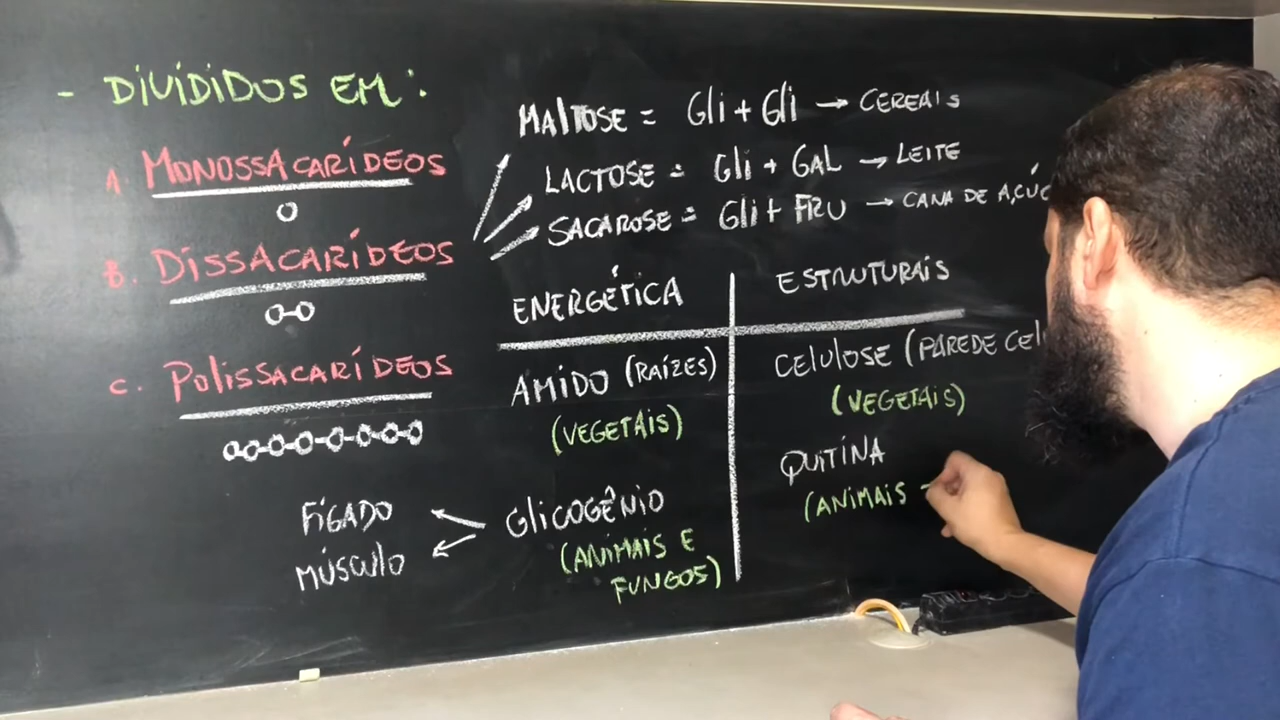 - DIVIDIDOS EM:
A. MONOSSACARÍDEOS
B. DISSACARÍDEOS
MALTOSE = Gli + Gli → CEREAIS
LACTOSE = Gli + GAL → LEITE
SACAROSE = Gli + FRU → CANA DE AÇÚC
C. POLISSACARÍDEOS
ENERGÉTICA
AMIDO (RAÍZES)
(VEGETAIS)
GLICOGÊNIO
(ANIMAIS E
FUNGOS)
FÍGADO
MÚSCULO
ESTRUTURAIS
CELULOSE (PAREDE CEL
(VEGETAIS)
QUITINA
(ANIMAIS -